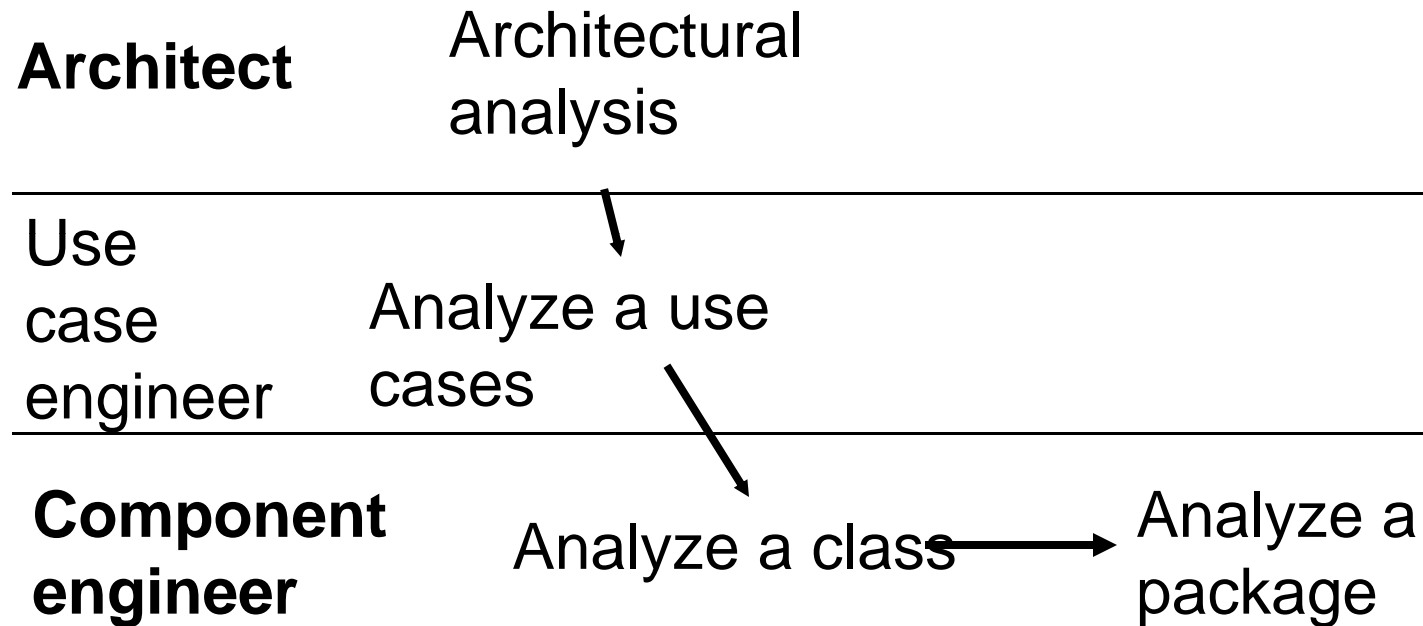 Architect
Architectural
analysis
Use
case
engineer
Analyze a use
cases
Component
engineer
Analyze a class
Analyze a
package